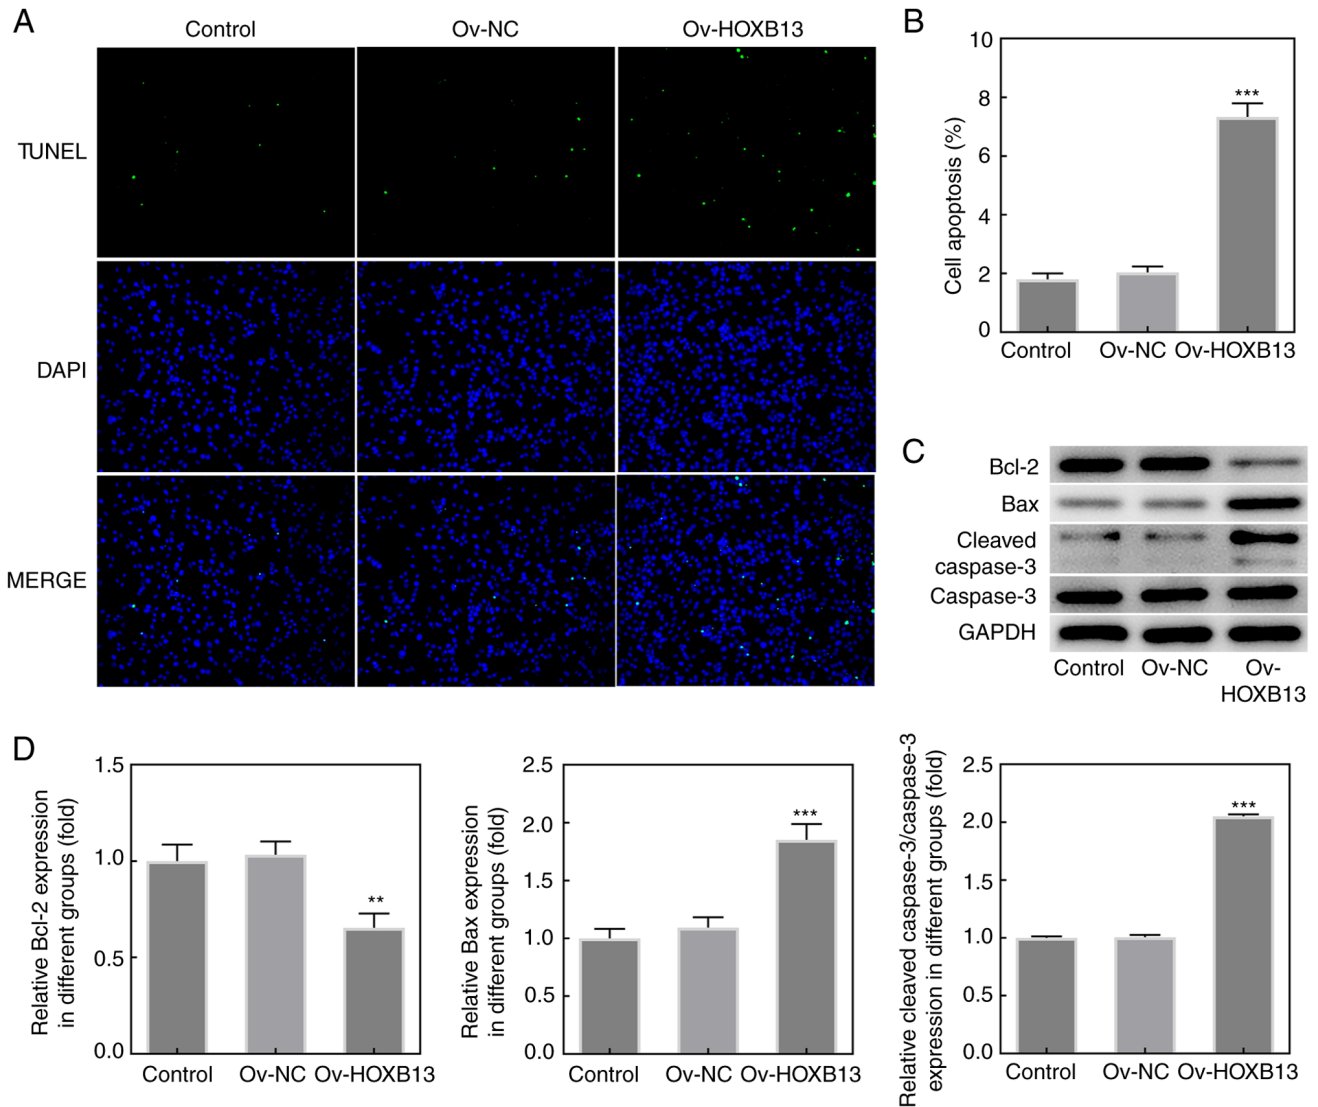 A
Control
Ov-NC
Ov-HOXB13
TUNEL
DAPI
MERGE
B
Cell apoptosis (%)
10
8
6
4
2
0
***
Control
Ov-NC
Ov-HOXB13
C
Bcl-2
Bax
Cleaved
caspase-3
Caspase-3
GAPDH
Control
Ov-NC
Ov-
HOXB13
D
Relative Bcl-2 expression
in different groups (fold)
1.5
1.0
0.5
0.0
**
Control
Ov-NC
Ov-HOXB13
Relative Bax expression
in different groups (fold)
2.5
2.0
1.5
1.0
0.5
0.0
***
Control
Ov-NC
Ov-HOXB13
Relative cleaved caspase-3/caspase-3
expression in different groups (fold)
2.5
2.0
1.5
1.0
0.5
0.0
***
Control
Ov-NC
Ov-HOXB13